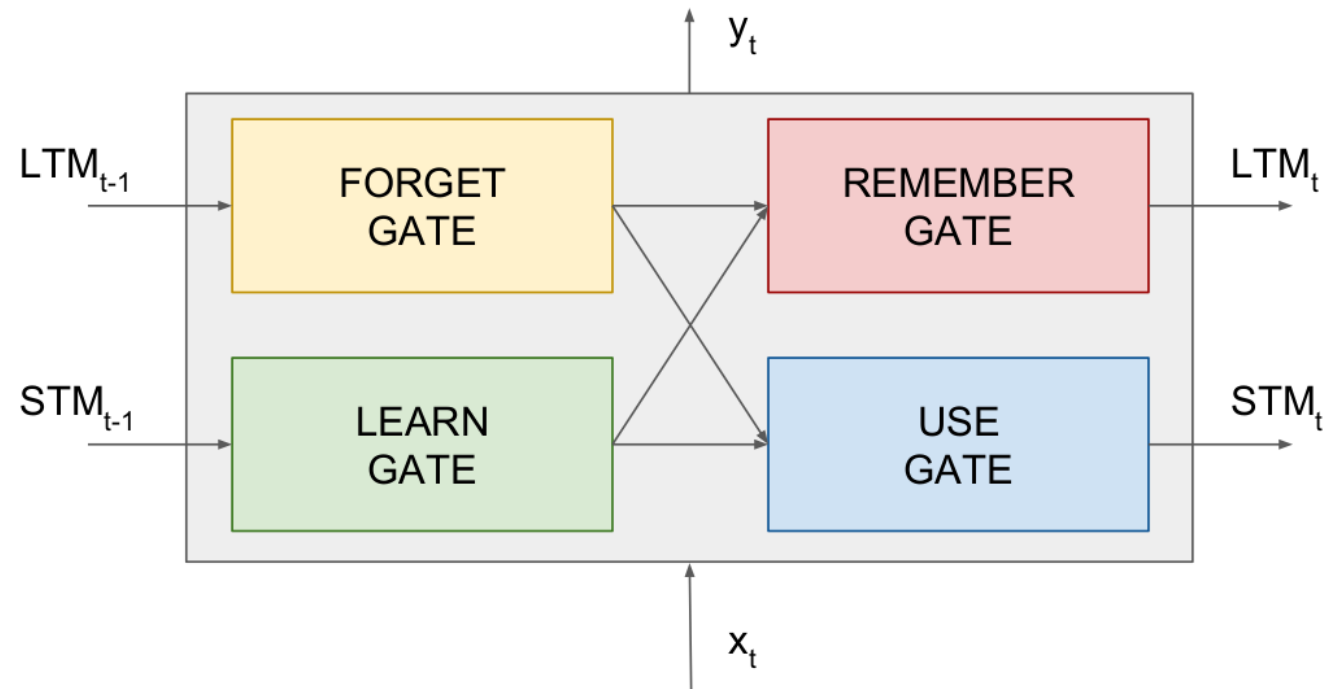 y_t
LTM_t-1
FORGET
GATE
REMEMBER
GATE
LTM_t
STM_t-1
LEARN
GATE
USE
GATE
STM_t
x_t